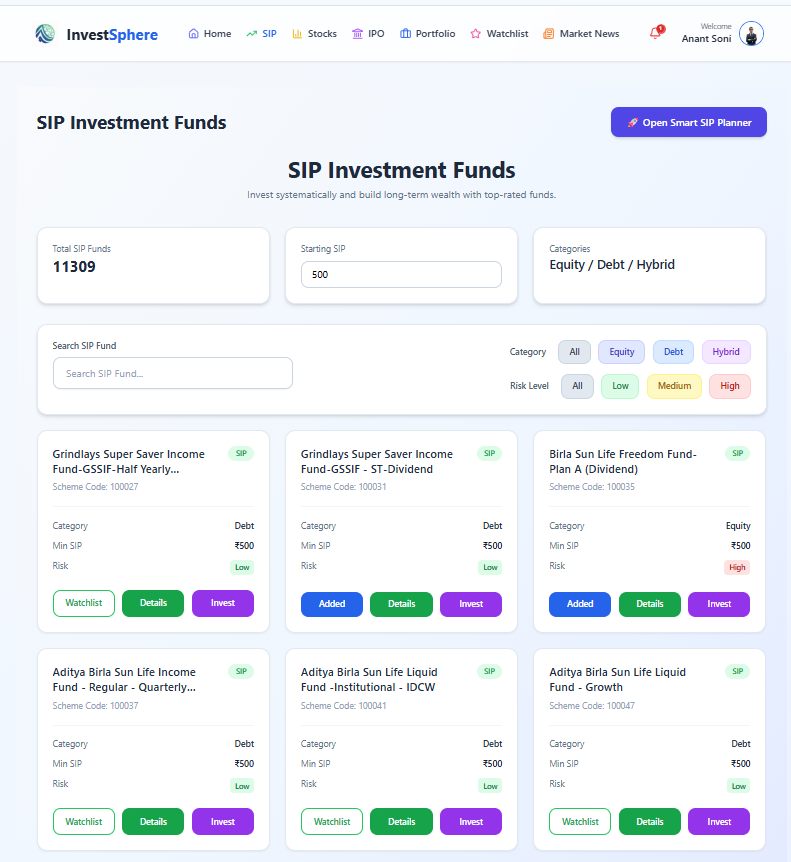 InvestSphere
Home
SIP
Stocks
IPO
Portfolio
Watchlist
Market News
1
Welcome
Anant Soni
SIP Investment Funds
🚀 Open Smart SIP Planner
SIP Investment Funds
Invest systematically and build long-term wealth with top-rated funds.
Total SIP Funds
11309
Starting SIP
500
Categories
Equity / Debt / Hybrid
Search SIP Fund
Search SIP Fund...
Category All Equity Debt Hybrid
Risk Level All Low Medium High
Grindlays Super Saver Income
Fund-GSSIF-Half Yearly...
SIP
Scheme Code: 100027
Category Debt
Min SIP ₹500
Risk Low
Watchlist Details Invest
Grindlays Super Saver Income
Fund-GSSIF - ST-Dividend
SIP
Scheme Code: 100031
Category Debt
Min SIP ₹500
Risk Low
Added Details Invest
Birla Sun Life Freedom Fund-
Plan A (Dividend)
SIP
Scheme Code: 100035
Category Equity
Min SIP ₹500
Risk High
Added Details Invest
Aditya Birla Sun Life Income
Fund - Regular - Quarterly...
SIP
Scheme Code: 100037
Category Debt
Min SIP ₹500
Risk Low
Watchlist Details Invest
Aditya Birla Sun Life Liquid
Fund -Institutional - IDCW
SIP
Scheme Code: 100041
Category Debt
Min SIP ₹500
Risk Low
Watchlist Details Invest
Aditya Birla Sun Life Liquid
Fund - Growth
SIP
Scheme Code: 100047
Category Debt
Min SIP ₹500
Risk Low
Watchlist Details Invest